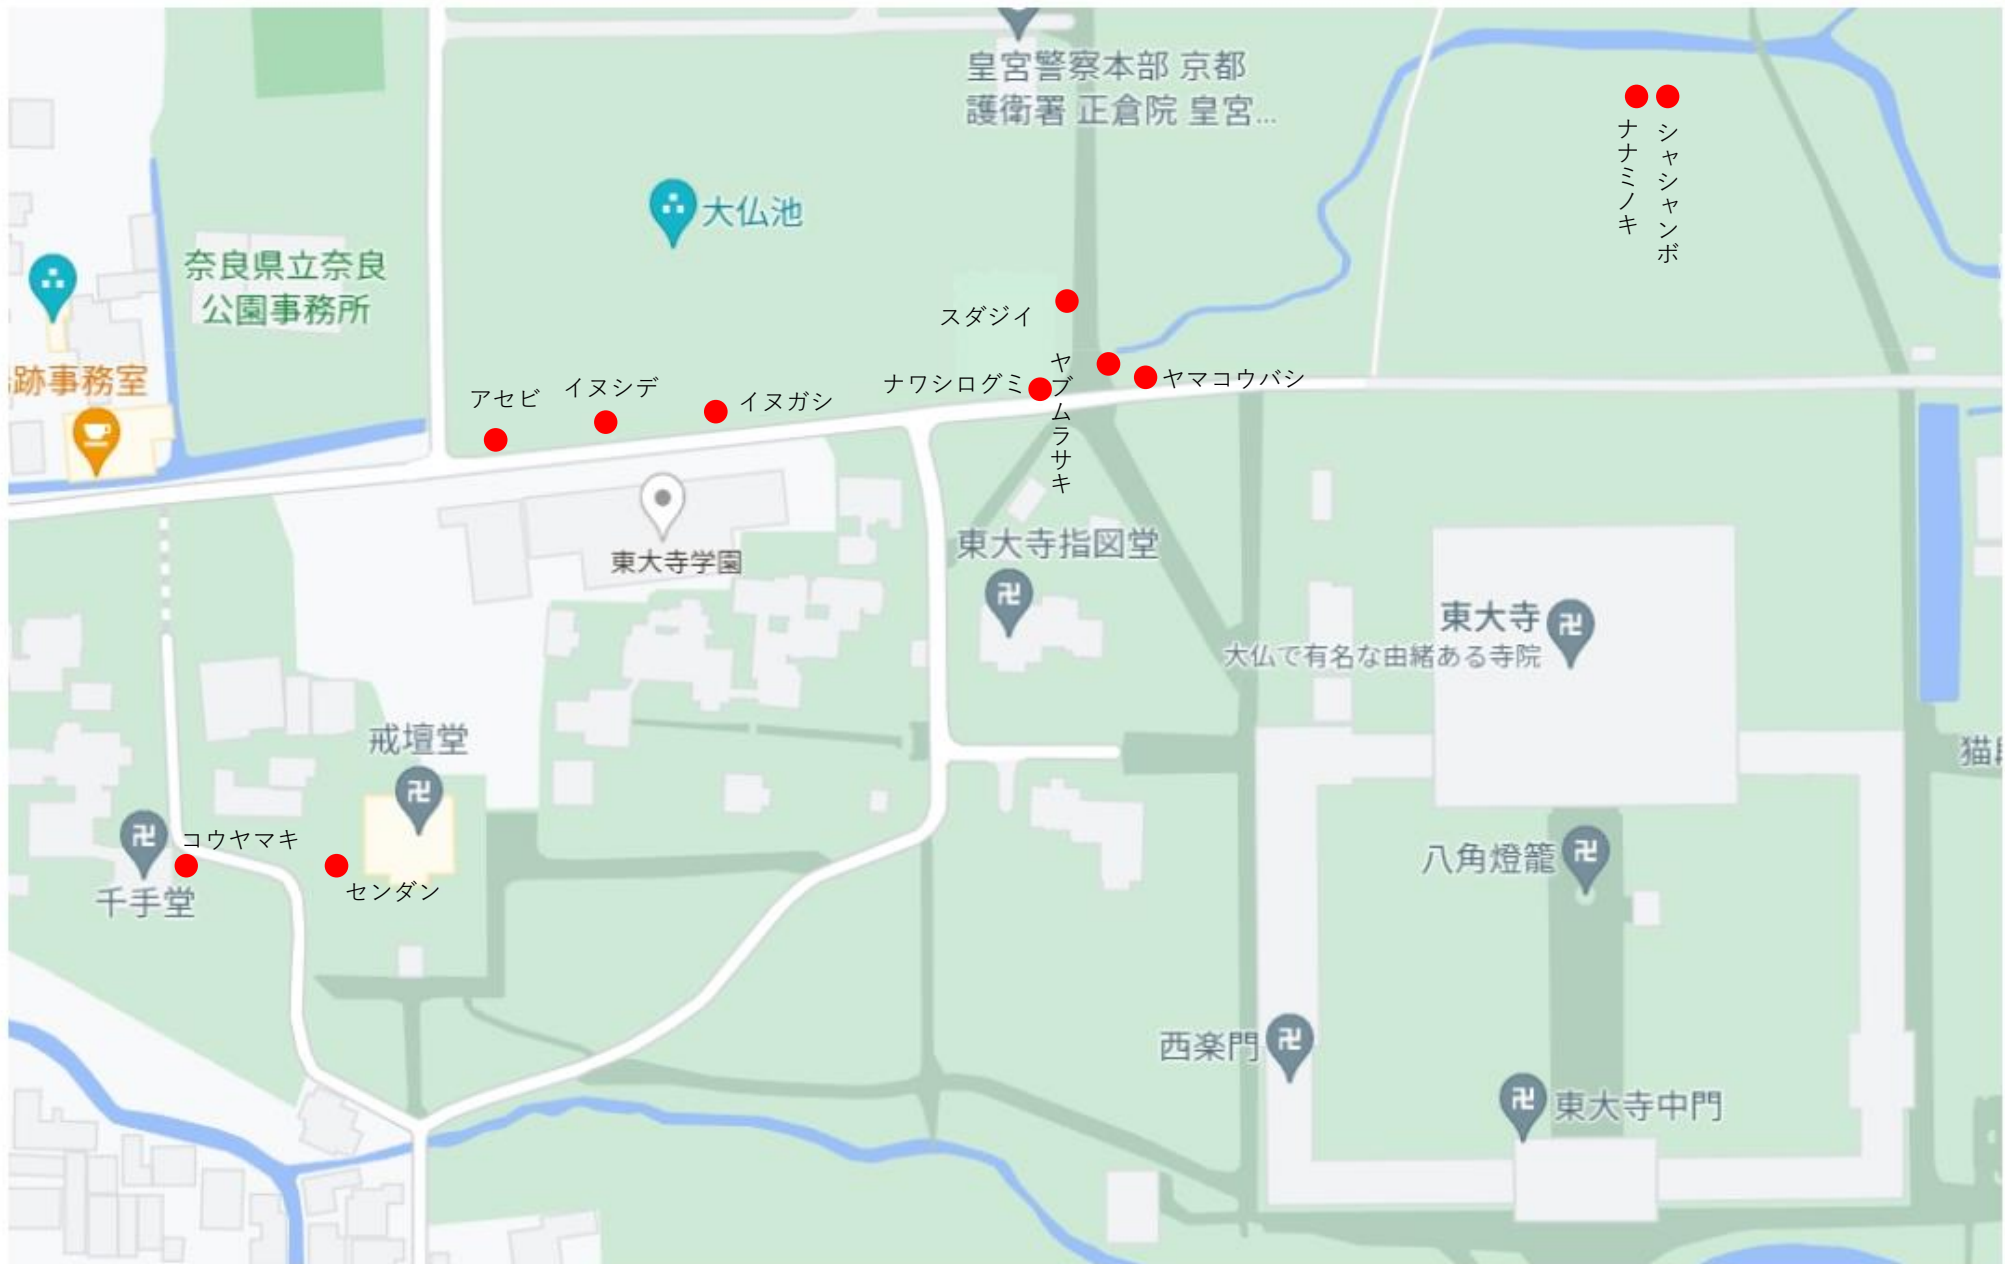 皇宮警察本部 京都
護衛署 正倉院 皇宮...
ナナミノキ
シャシャンボ
大仏池
奈良県立奈良
公園事務所
スダジイ
跡事務室
アセビ
イヌシデ
イヌガシ
ナワシログミ
ヤブムラサキ
ヤマコウバシ
東大寺学園
東大寺指図堂
東大寺
大仏で有名な由緒ある寺院
戒壇堂
猫
コウヤマキ
千手堂
センダン
八角燈籠
西楽門
東大寺中門